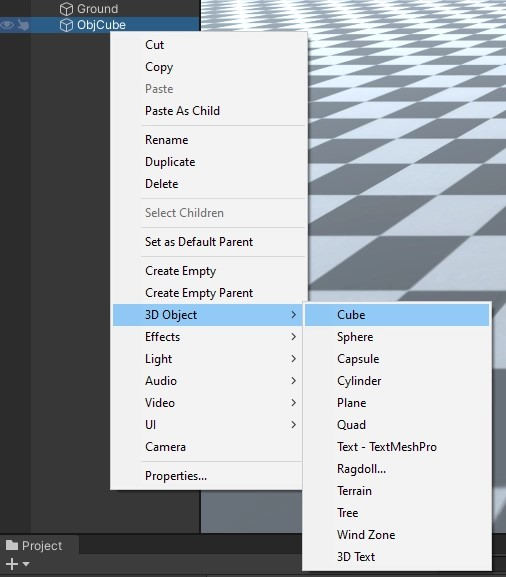 Ground
ObjCube
Cut
Copy
Paste
Paste As Child
Rename
Duplicate
Delete
Select Children
Set as Default Parent
Create Empty
Create Empty Parent
3D Object
Effects
Light
Audio
Video
UI
Camera
Properties...
Cube
Sphere
Capsule
Cylinder
Plane
Quad
Text - TextMeshPro
Ragdoll...
Terrain
Tree
Wind Zone
3D Text
Project